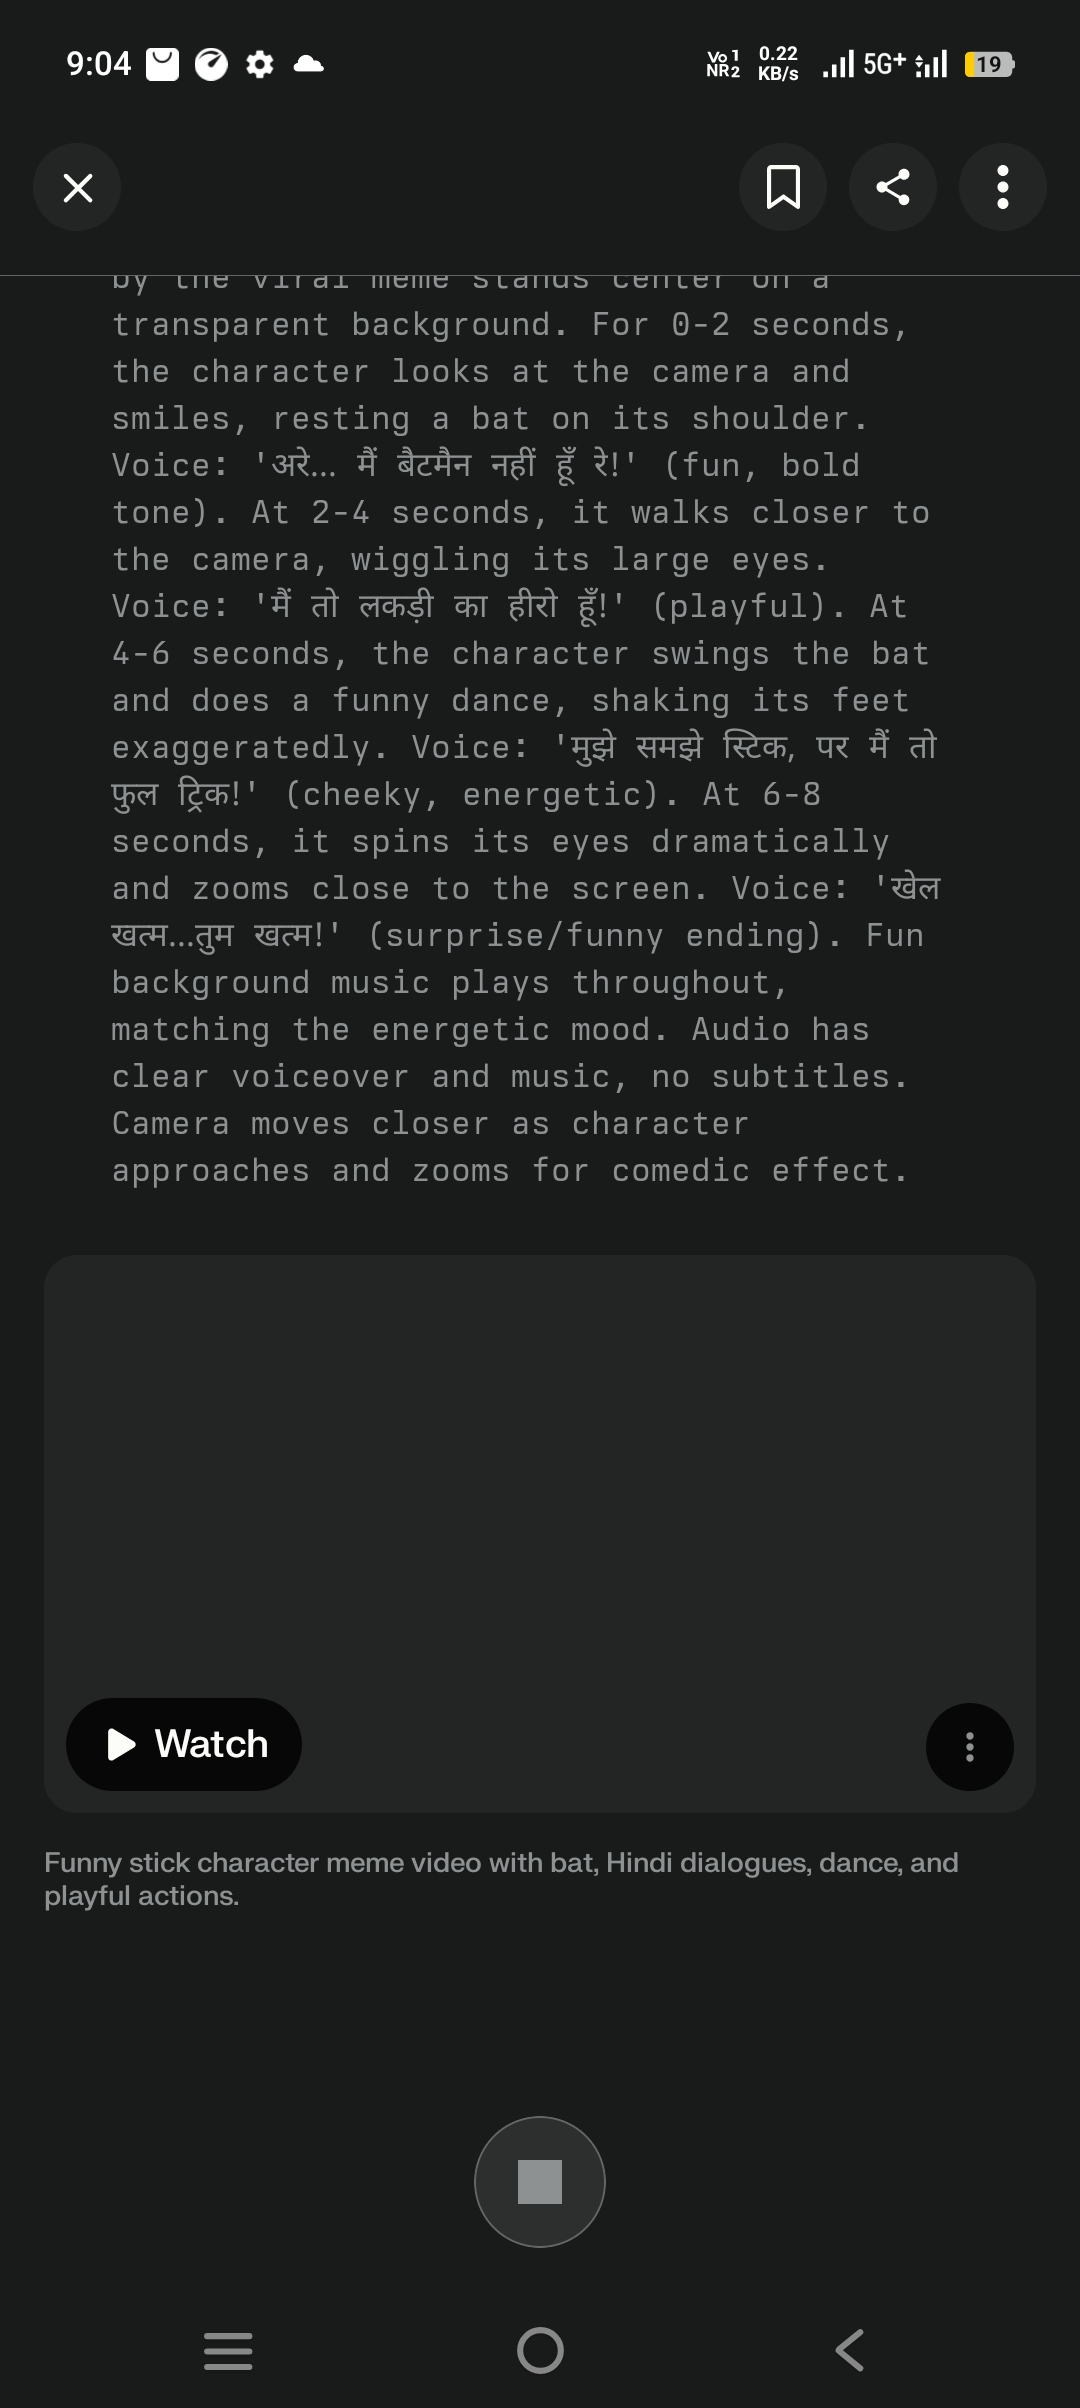 9:04
Vo 1
NR2
0.22
KB/s
5G+
19
by the viral meme stands center on a
transparent background. For 0-2 seconds,
the character looks at the camera and
smiles, resting a bat on its shoulder.
Voice: 'अरे... मैं बैटमैन नहीं हूँ रे!' (fun, bold
tone). At 2-4 seconds, it walks closer to
the camera, wiggling its large eyes.
Voice: 'मैं तो लकड़ी का हीरो हूँ!' (playful). At
4-6 seconds, the character swings the bat
and does a funny dance, shaking its feet
exaggeratedly. Voice: 'मुझे समझे स्टिक, पर मैं तो
फुल ट्रिक!' (cheeky, energetic). At 6-8
seconds, it spins its eyes dramatically
and zooms close to the screen. Voice: 'खेल
खत्म...तुम खत्म!' (surprise/funny ending). Fun
background music plays throughout,
matching the energetic mood. Audio has
clear voiceover and music, no subtitles.
Camera moves closer as character
approaches and zooms for comedic effect.
Watch
Funny stick character meme video with bat, Hindi dialogues, dance, and
playful actions.